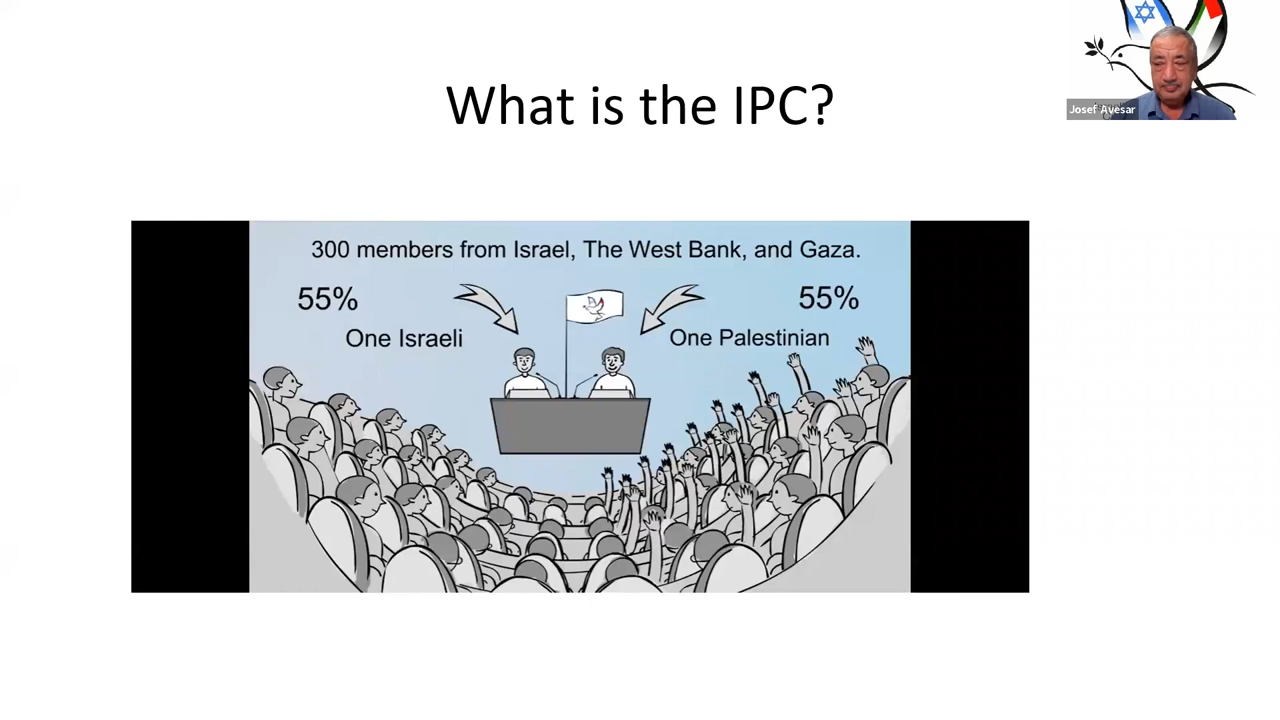 What is the IPC?
Josef Avesar
300 members from Israel, The West Bank, and Gaza.
55%
55%
One Israeli
One Palestinian